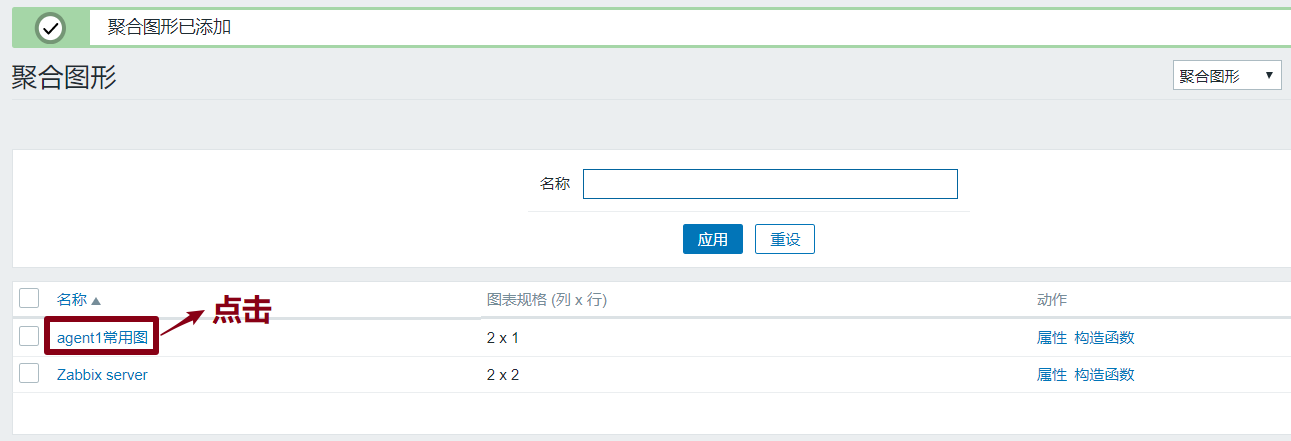 聚合图形已添加
聚合图形
聚合图形
名称
应用 重设
名称 点击 图表规格 (列 x 行) 动作
agent1常用图 2 x 1 属性 构造函数
Zabbix server 2 x 2 属性 构造函数